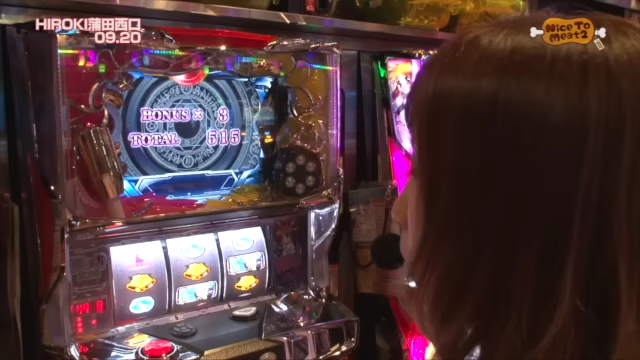 HIROKI蒲田西口
09.20
Nice To
Meat2
BONUS × 3
TOTAL 515